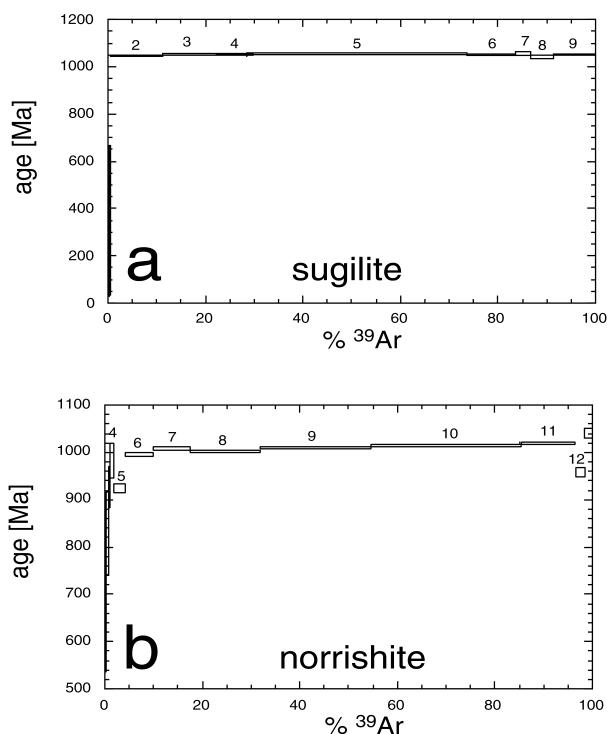 1200
1000
800
600
400
200
0
age [Ma]
2 3 4 5 6 7 8 9
a
sugilite
0 20 40 60 80 100
% ³⁹Ar
1100
1000
900
800
700
600
500
age [Ma]
4 5 6 7 8 9 10 11 12
b
norrishite
0 20 40 60 80 100
% ³⁹Ar